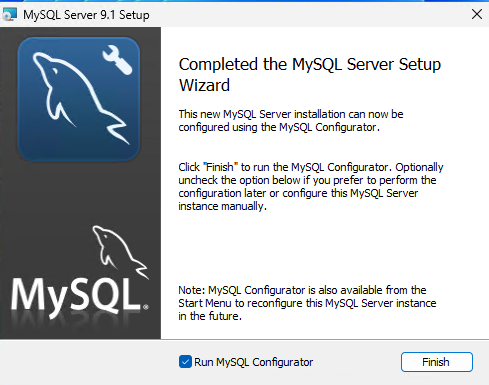 MySQL Server 9.1 Setup
Completed the MySQL Server Setup
Wizard
This new MySQL Server installation can now be
configured using the MySQL Configurator.
Click "Finish" to run the MySQL Configurator. Optionally
uncheck the option below if you prefer to perform the
configuration later or configure this MySQL Server
instance manually.
Note: MySQL Configurator is also available from the
Start Menu to reconfigure this MySQL Server instance
in the future.
MySQL®
Run MySQL Configurator
Finish